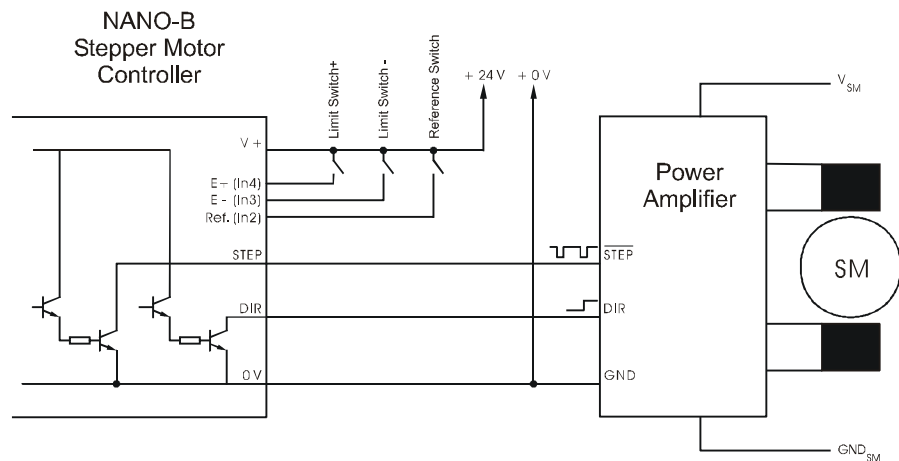 NANO-B
Stepper Motor
Controller
Limit Switch+
Limit Switch -
Reference Switch
+ 24 V
+ 0 V
V +
E+ (In4)
E - (In3)
Ref. (In2)
STEP
DIR
0 V
STEP
DIR
GND
Power
Amplifier
V SM
SM
GND SM